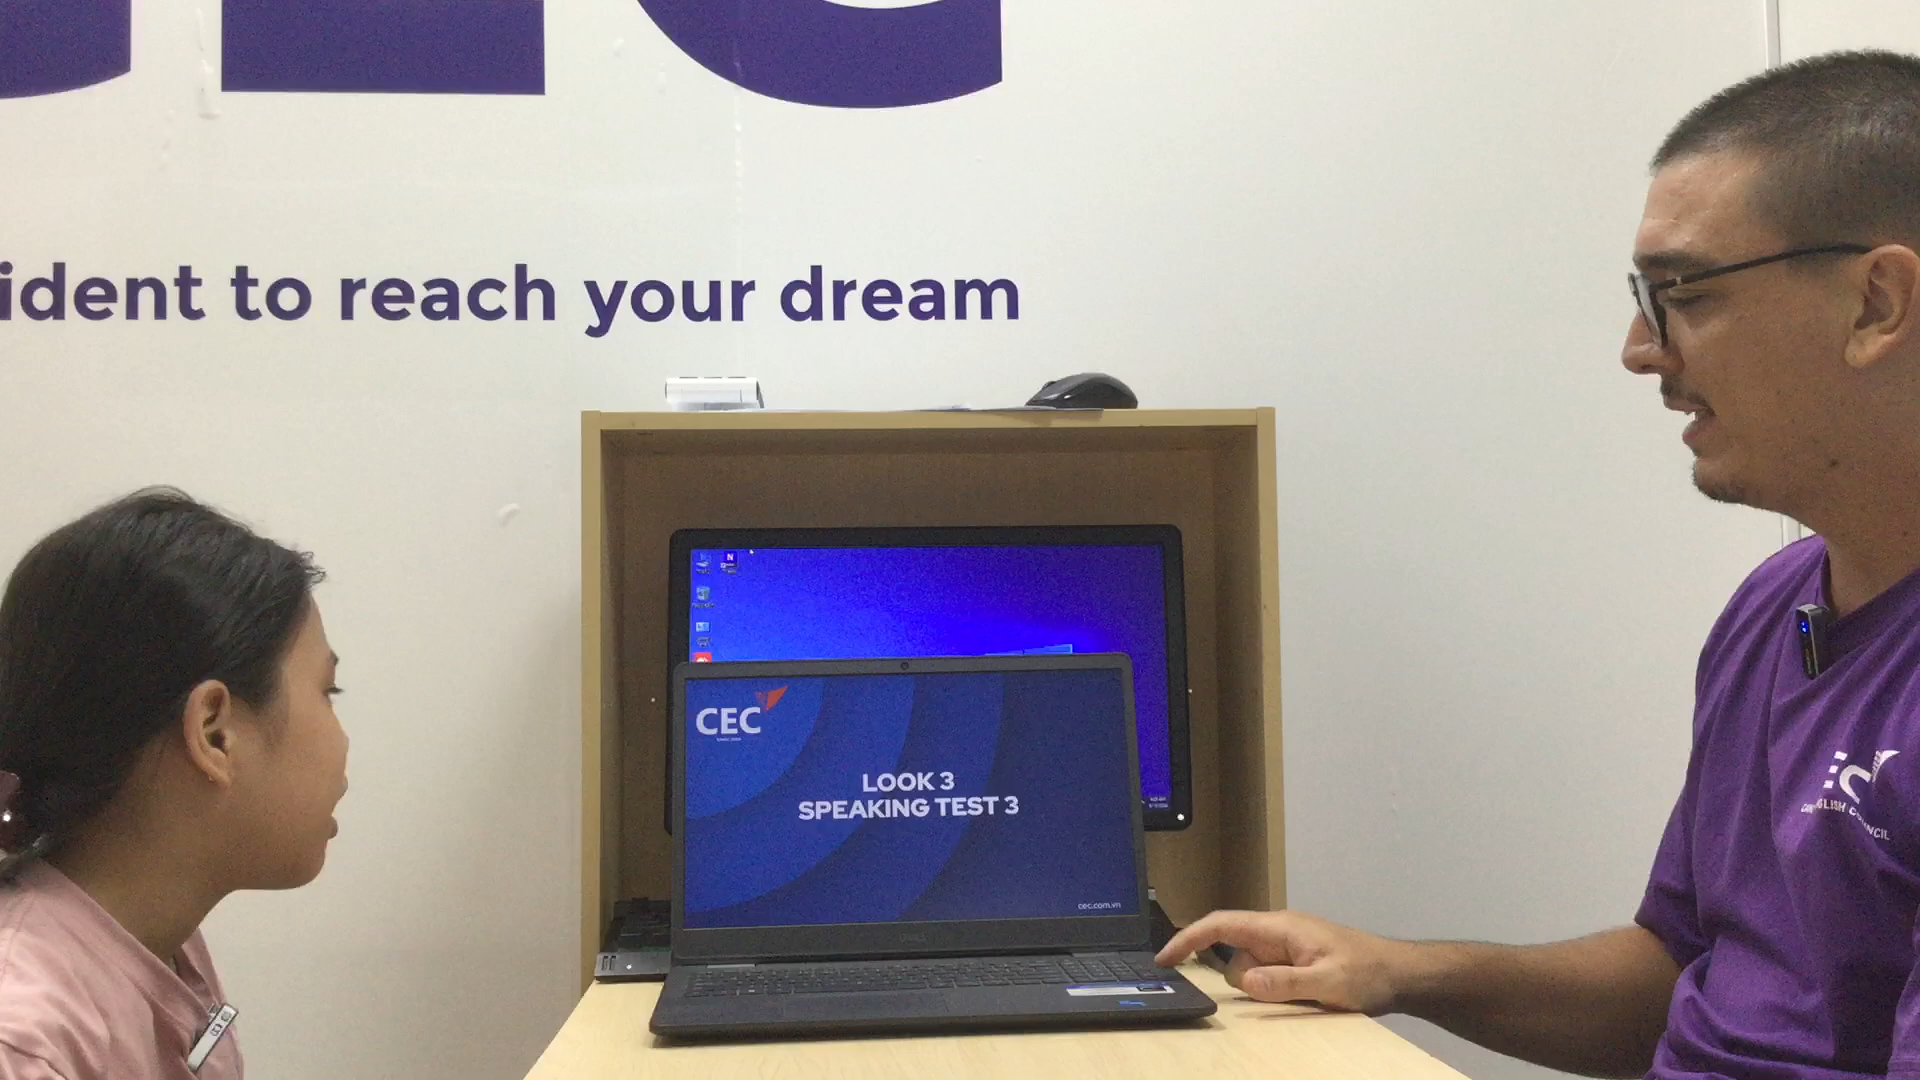 ident to reach your dream
CEC
LOOK 3
SPEAKING TEST 3
cec.com.vn